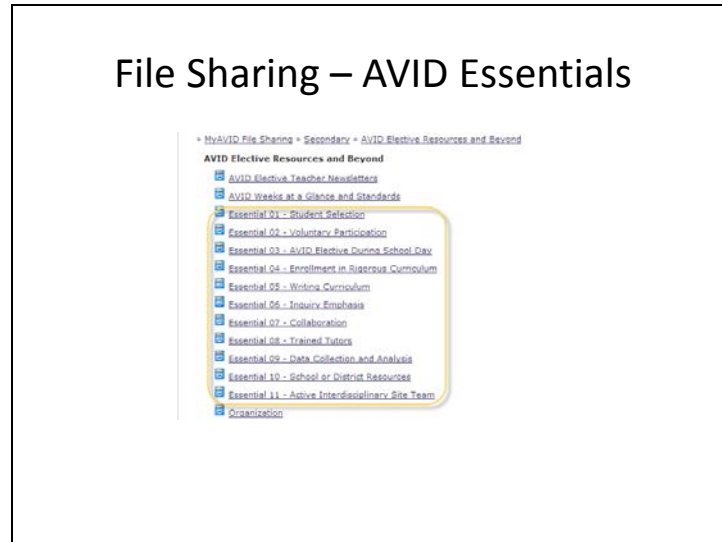 File Sharing – AVID Essentials
» MyAVID File Sharing » Secondary » AVID Elective Resources and Beyond
AVID Elective Resources and Beyond
AVID Elective Teacher Newsletters
AVID Weeks at a Glance and Standards
Essential 01 - Student Selection
Essential 02 - Voluntary Participation
Essential 03 - AVID Elective During School Day
Essential 04 - Enrollment in Rigorous Curriculum
Essential 05 - Writing Curriculum
Essential 06 - Inquiry Emphasis
Essential 07 - Collaboration
Essential 08 - Trained Tutors
Essential 09 - Data Collection and Analysis
Essential 10 - School or District Resources
Essential 11 - Active Interdisciplinary Site Team
Organization